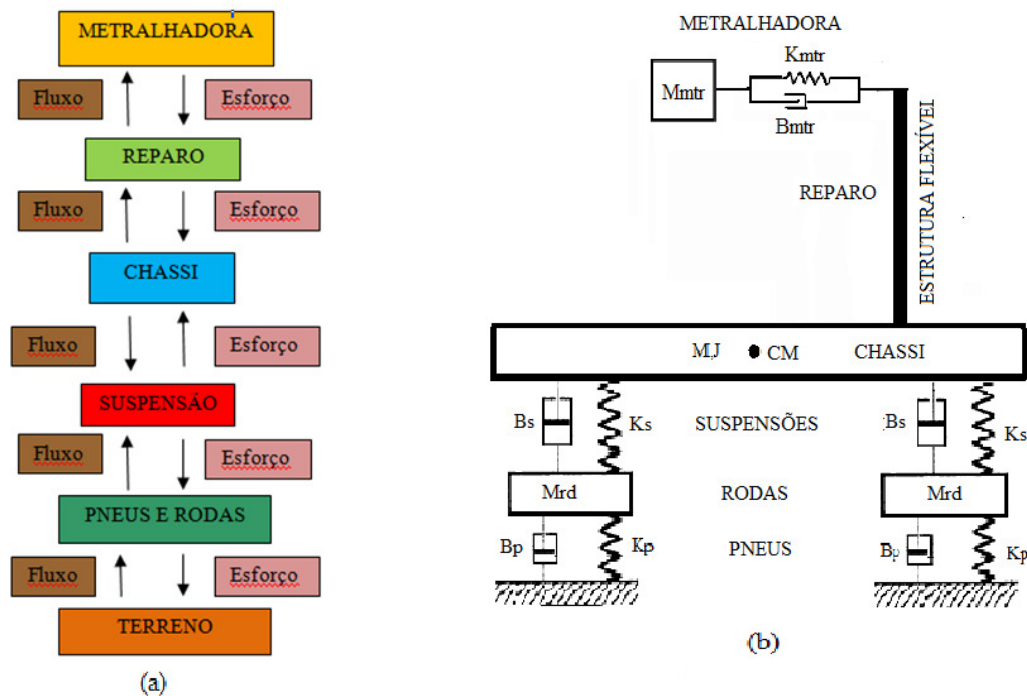 METRALHADORA
Fluxo
Esforço
REPARO
Fluxo
Esforço
CHASSI
Fluxo
Esforço
SUSPENSÁO
Fluxo
Esforço
PNEUS E RODAS
Fluxo
Esforço
TERRENO
(a)
METRALHADORA
Kmtr
Mmtr
Bmtr
REPARO
ESTRUTURA FLEXÍVEL
M,J
CM
CHASSI
Bs
Ks
SUSPENSÕES
Bs
Ks
Mrd
RODAS
Mrd
Bp
Kp
PNEUS
Bp
Kp
(b)